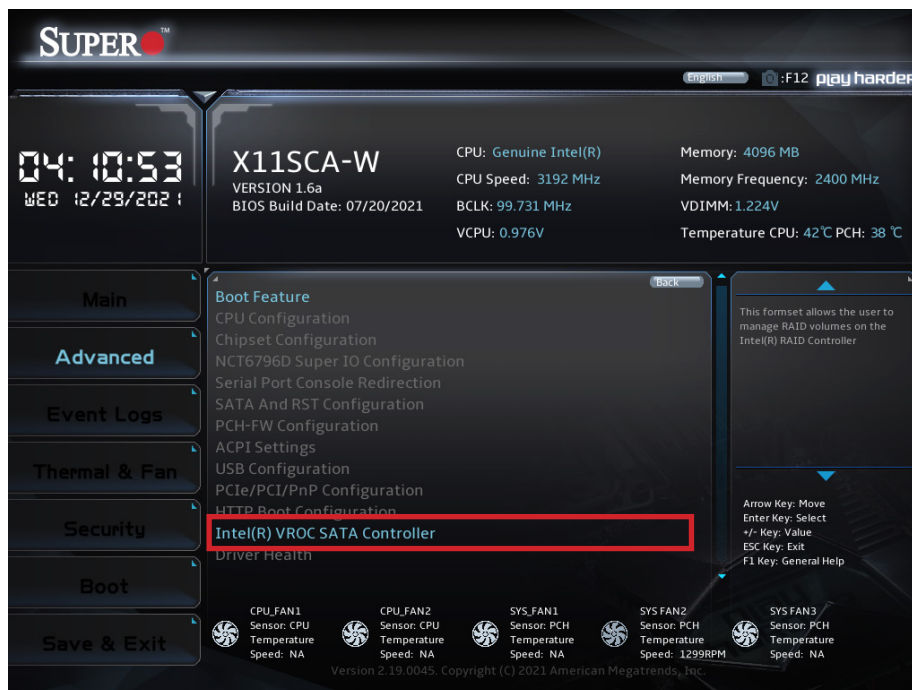 SUPER™
English :F12 play harder
04:10:53
WED 12/29/2021
X11SCA-W
VERSION 1.6a
BIOS Build Date: 07/20/2021
CPU: Genuine Intel(R)
CPU Speed: 3192 MHz
BCLK: 99.731 MHz
VCPU: 0.976V
Memory: 4096 MB
Memory Frequency: 2400 MHz
VDIMM: 1.224V
Temperature CPU: 42℃ PCH: 38 ℃
Main
Advanced
Event Logs
Thermal & Fan
Security
Boot
Save & Exit
Back
Boot Feature
CPU Configuration
Chipset Configuration
NCT6796D Super IO Configuration
Serial Port Console Redirection
SATA And RST Configuration
PCH-FW Configuration
ACPI Settings
USB Configuration
PCIe/PCI/PnP Configuration
HTTP Boot Configuration
Intel(R) VROC SATA Controller
Driver Health
This formset allows the user to
manage RAID volumes on the
Intel(R) RAID Controller
Arrow Key: Move
Enter Key: Select
+/- Key: Value
ESC Key: Exit
F1 Key: General Help
CPU_FAN1
Sensor: CPU
Temperature
Speed: NA
CPU_FAN2
Sensor: CPU
Temperature
Speed: NA
SYS_FAN1
Sensor: PCH
Temperature
Speed: NA
SYS FAN2
Sensor: PCH
Temperature
Speed: 1299RPM
SYS FAN3
Sensor: PCH
Temperature
Speed: NA
Version 2.19.0045. Copyright (C) 2021 American Megatrends, Inc.